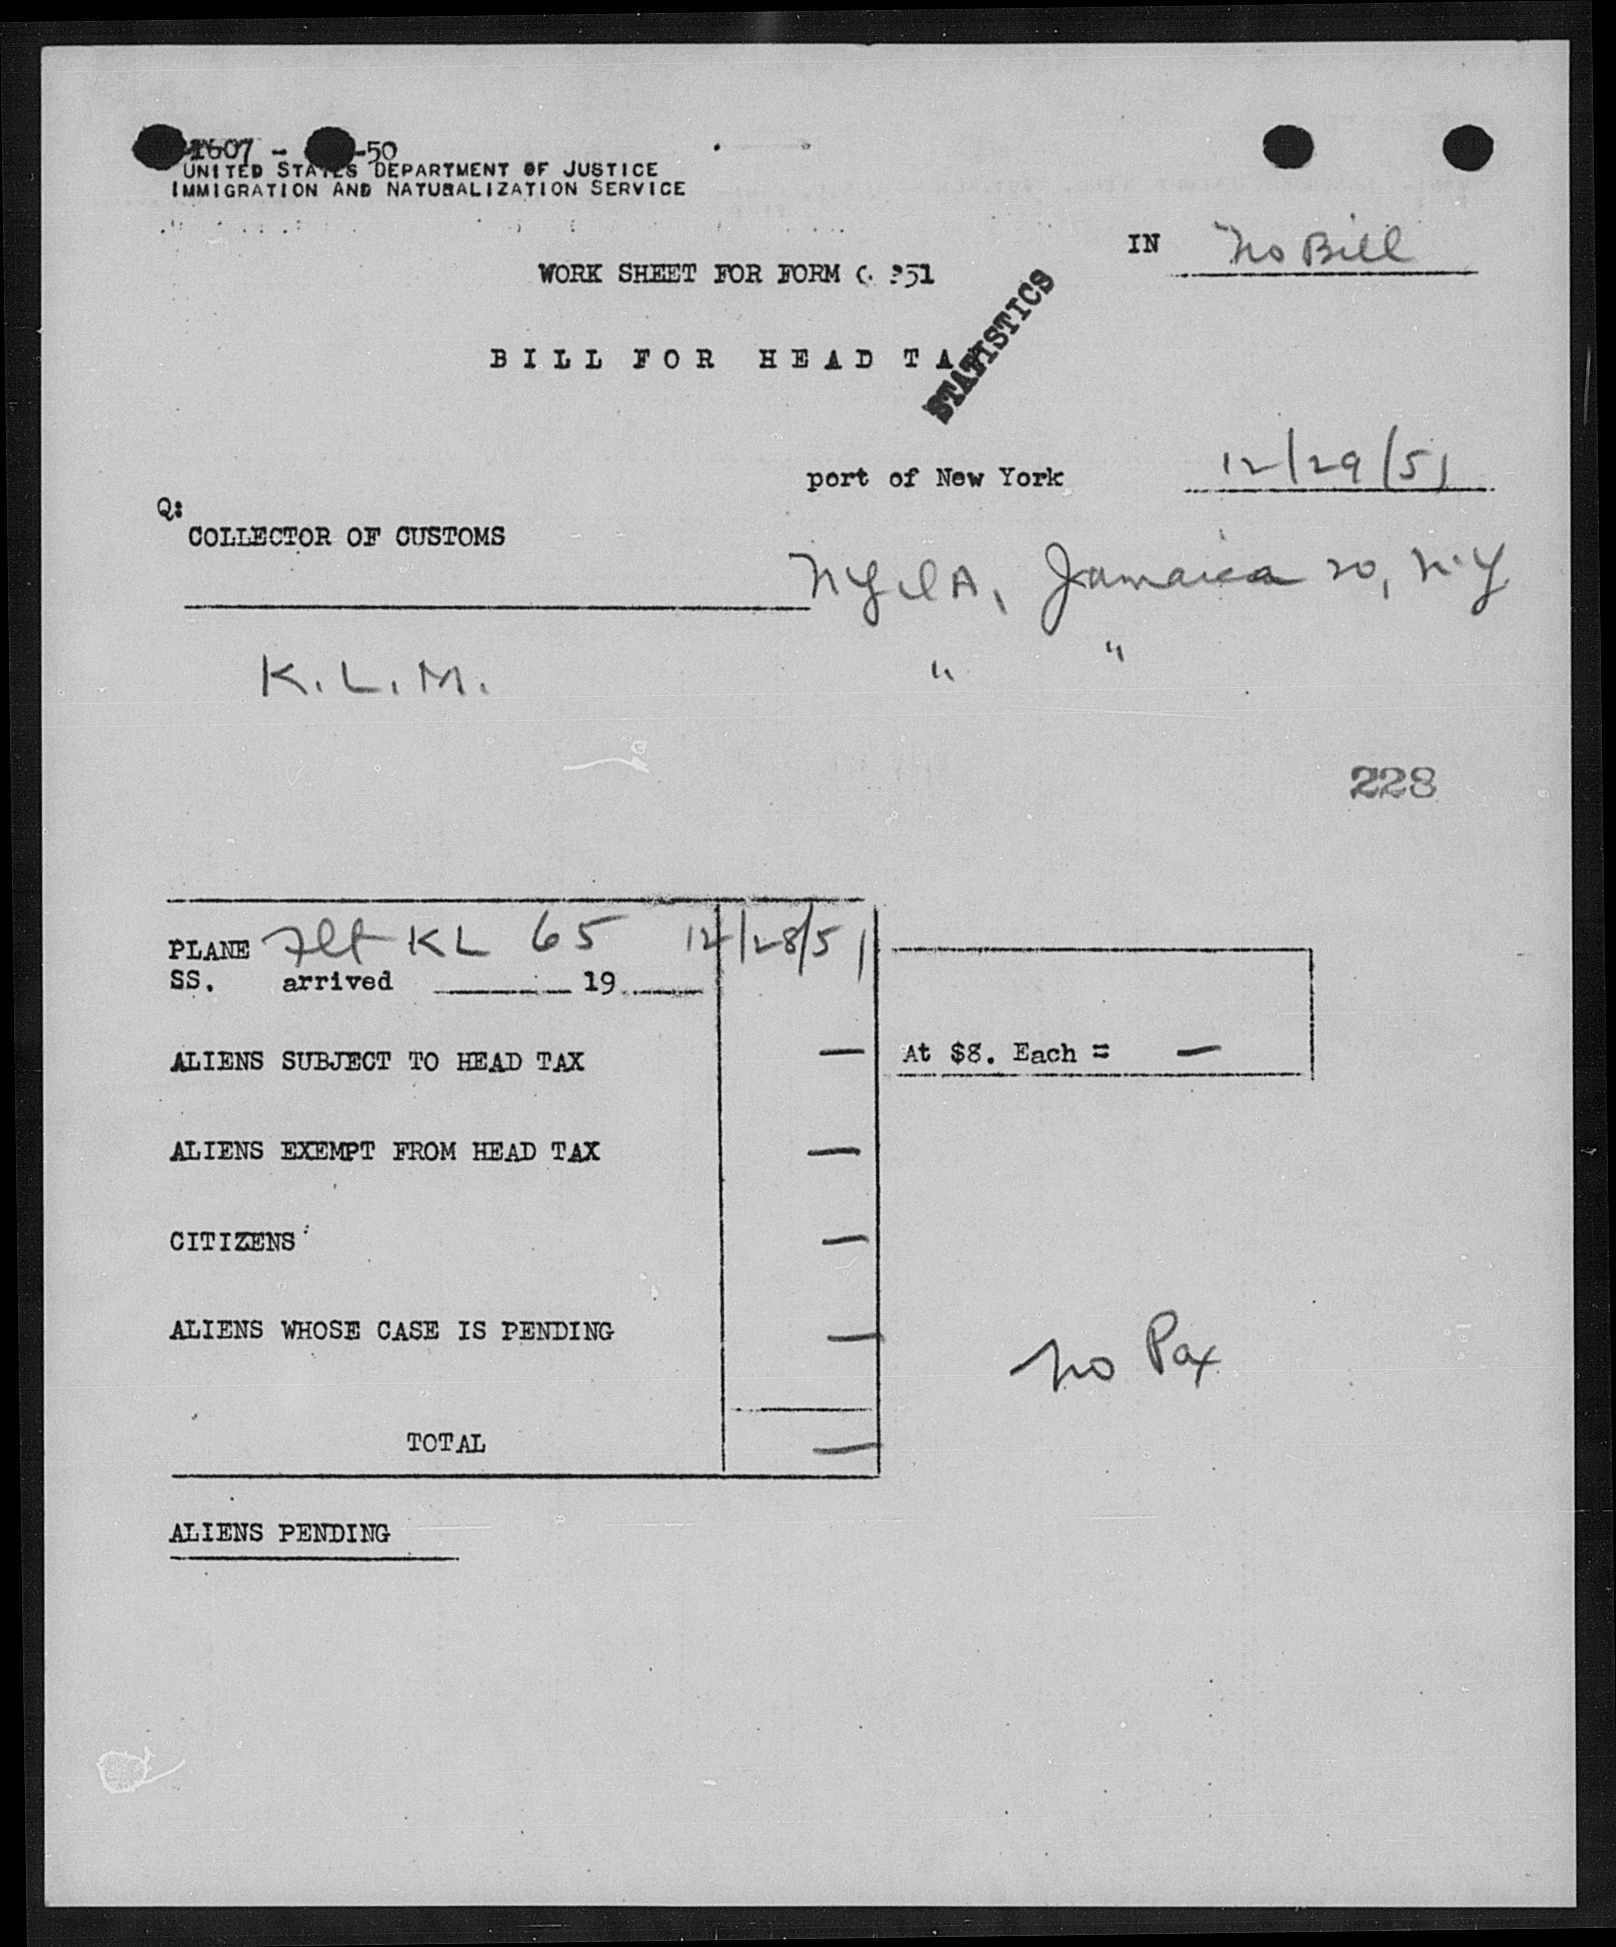 1607 - -50
UNITED STATES DEPARTMENT OF JUSTICE
IMMIGRATION AND NATURALIZATION SERVICE
IN No Bill
WORK SHEET FOR FORM 51
BILL FOR HEAD TAX
STATISTICS
port of New York 12/29/51
Q:
COLLECTOR OF CUSTOMS
NYIA, Jamaica 20, N.Y
K.L.M. " "
228
PLANE Flt KL 65 12/28/51
SS. arrived 19
ALIENS SUBJECT TO HEAD TAX — At $8. Each = —
ALIENS EXEMPT FROM HEAD TAX —
CITIZENS —
ALIENS WHOSE CASE IS PENDING —
No Pax
TOTAL —
ALIENS PENDING